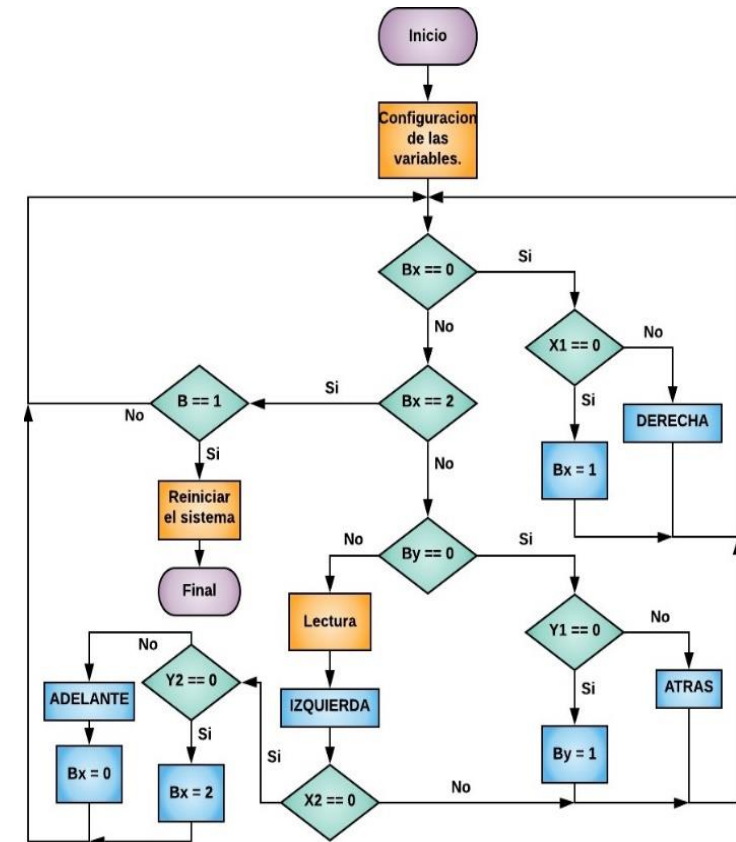 Inicio
Configuracion
de las
variables.
Bx == 0
Si
No
X1 == 0
No
Si
DERECHA
Bx = 1
Bx == 2
Si
No
B == 1
No
Si
Reiniciar
el sistema
Final
By == 0
No
Si
Lectura
IZQUIERDA
Y1 == 0
No
Si
ATRAS
By = 1
X2 == 0
Si
No
Y2 == 0
No
Si
ADELANTE
Bx = 0
Bx = 2